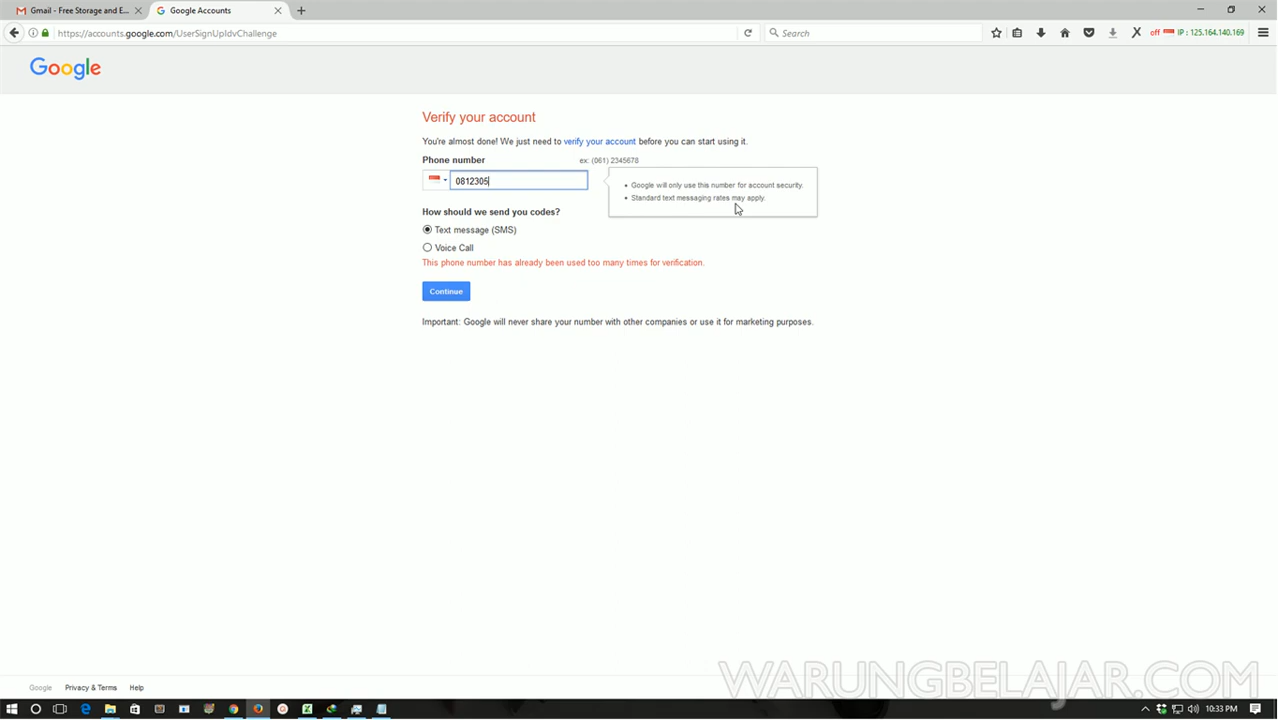 Gmail - Free Storage and E...
Google Accounts
https://accounts.google.com/UserSignUpIdvChallenge
Search
off
IP : 125.164.140.169
Google
Verify your account
You're almost done! We just need to verify your account before you can start using it.
Phone number
ex: (061) 2345678
0812305
Google will only use this number for account security.
Standard text messaging rates may apply.
How should we send you codes?
Text message (SMS)
Voice Call
This phone number has already been used too many times for verification.
Continue
Important: Google will never share your number with other companies or use it for marketing purposes.
WARUNGBELAJAR.COM
Google
Privacy & Terms
Help
10:33 PM